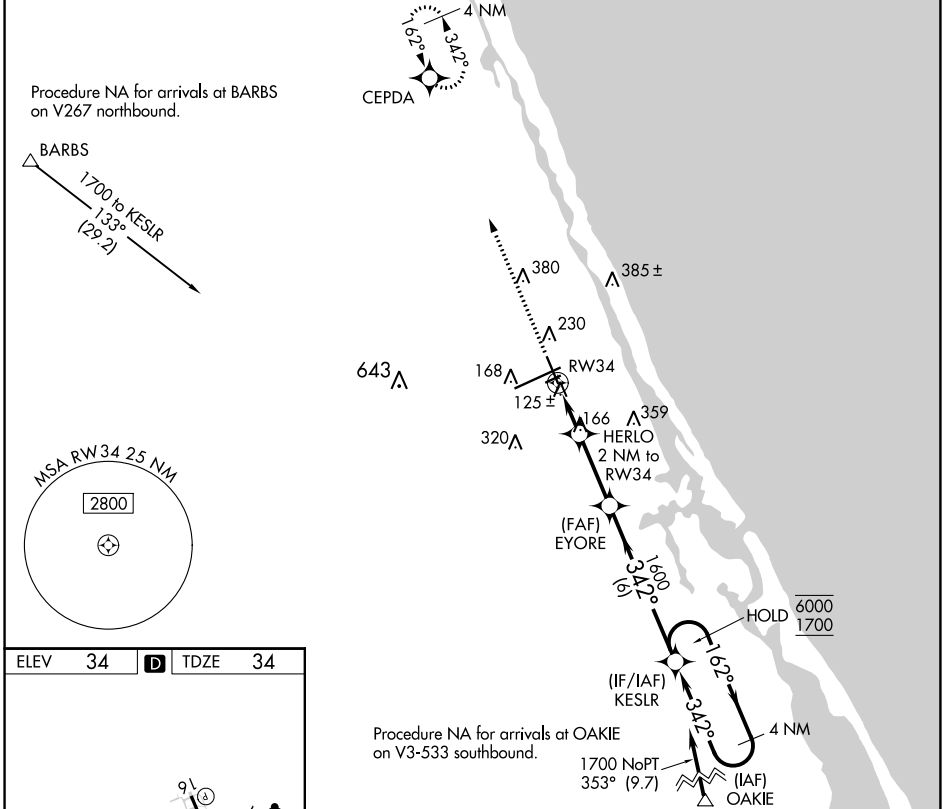 4 NM
162°
342°
CEPDA
Procedure NA for arrivals at BARBS
on V267 northbound.
BARBS
1700 to KESLR
133°
(29.2)
380
385 ±
230
RW34
643
168
125 ±
166
359
320
HERLO
2 NM to
RW34
MSA RW34 25 NM
2800
(FAF)
EYORE
1600
342°
(6)
HOLD
6000
1700
ELEV 34 D TDZE 34
162°
(IF/IAF)
KESLR
342°
4 NM
Procedure NA for arrivals at OAKIE
on V3-533 southbound.
1700 NoPT
353° (9.7)
(IAF)
OAKIE
16
P